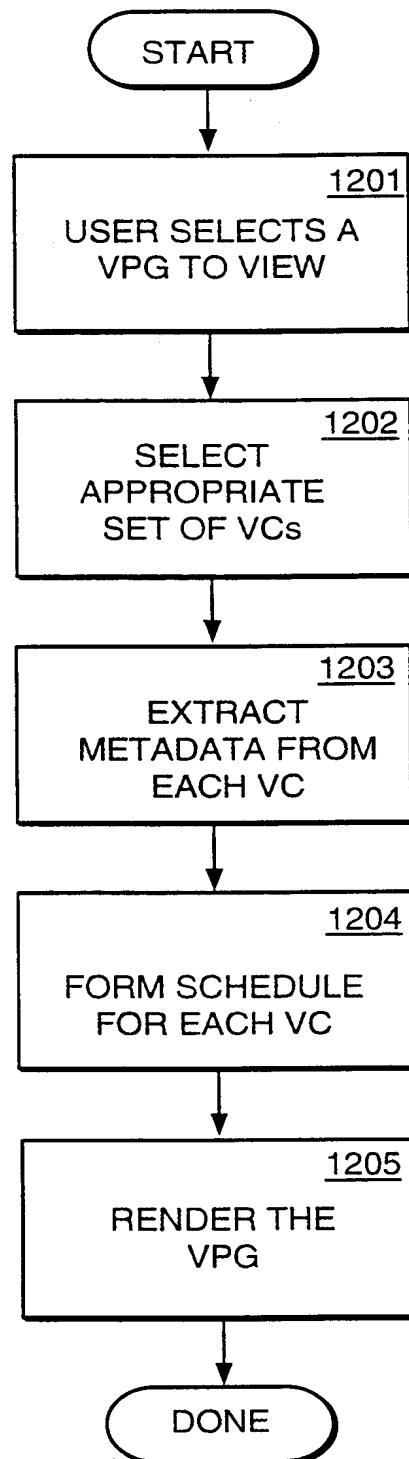 START
1201
USER SELECTS A
VPG TO VIEW
1202
SELECT
APPROPRIATE
SET OF VCs
1203
EXTRACT
METADATA FROM
EACH VC
1204
FORM SCHEDULE
FOR EACH VC
1205
RENDER THE
VPG
DONE